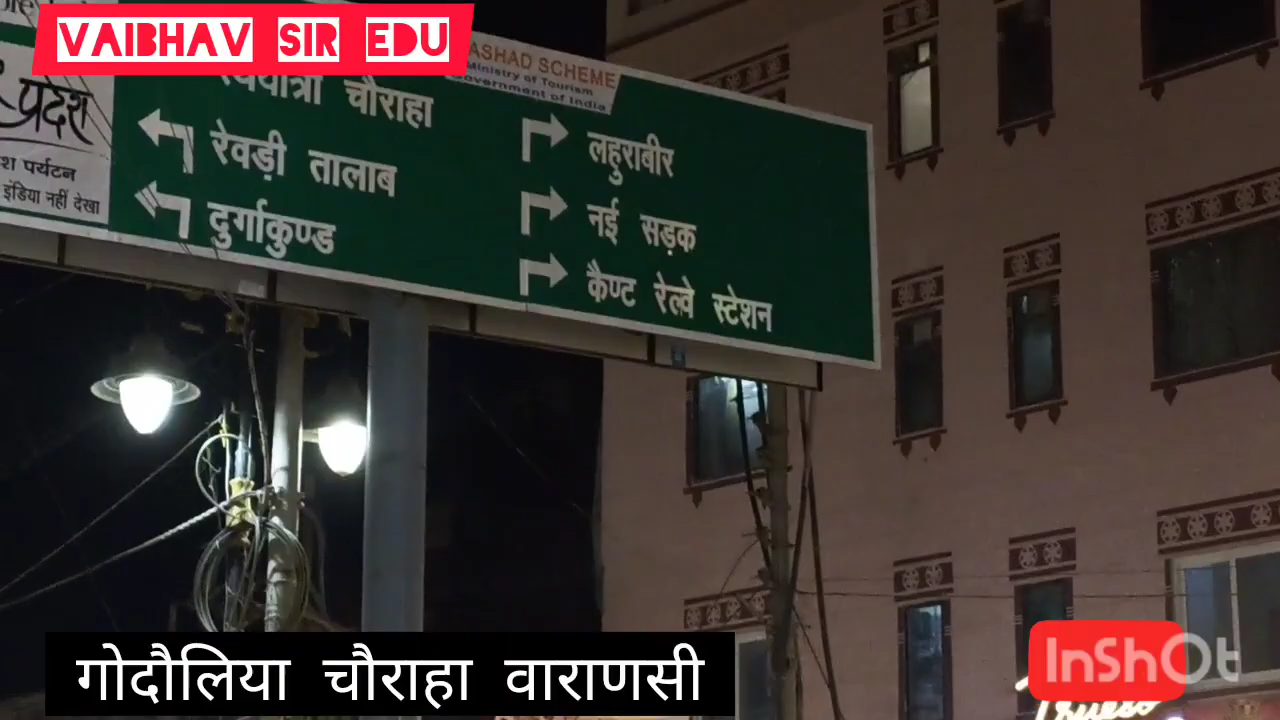 VAIBHAV SIR EDU
ASHAD SCHEME
Ministry of Tourism
Government of India
प्रदेश
श पर्यटन
इंडिया नहीं देखा
रथयात्रा चौराहा
रेवड़ी तालाब
दुर्गाकुण्ड
लहुराबीर
नई सड़क
कैण्ट रेल्वे स्टेशन
गोदौलिया चौराहा वाराणसी
InShOt